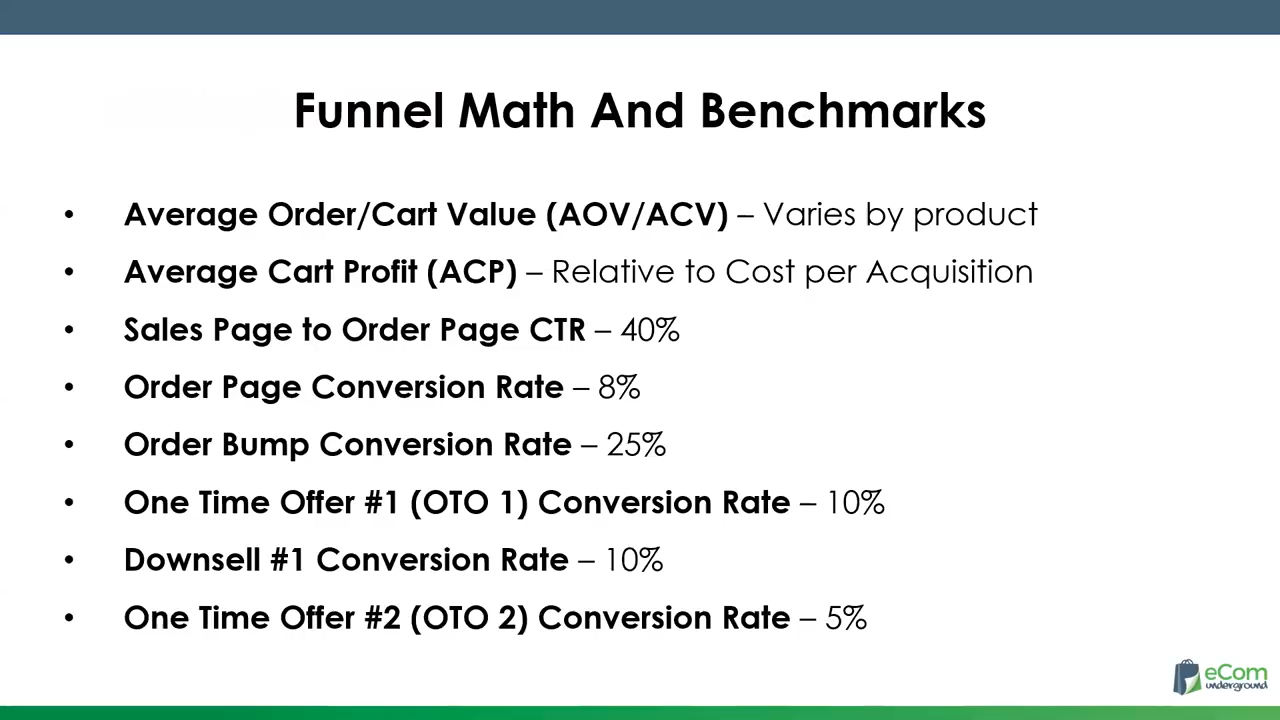 Funnel Math And Benchmarks
• Average Order/Cart Value (AOV/ACV) – Varies by product
• Average Cart Profit (ACP) – Relative to Cost per Acquisition
• Sales Page to Order Page CTR – 40%
• Order Page Conversion Rate – 8%
• Order Bump Conversion Rate – 25%
• One Time Offer #1 (OTO 1) Conversion Rate – 10%
• Downsell #1 Conversion Rate – 10%
• One Time Offer #2 (OTO 2) Conversion Rate – 5%
eCom
underground